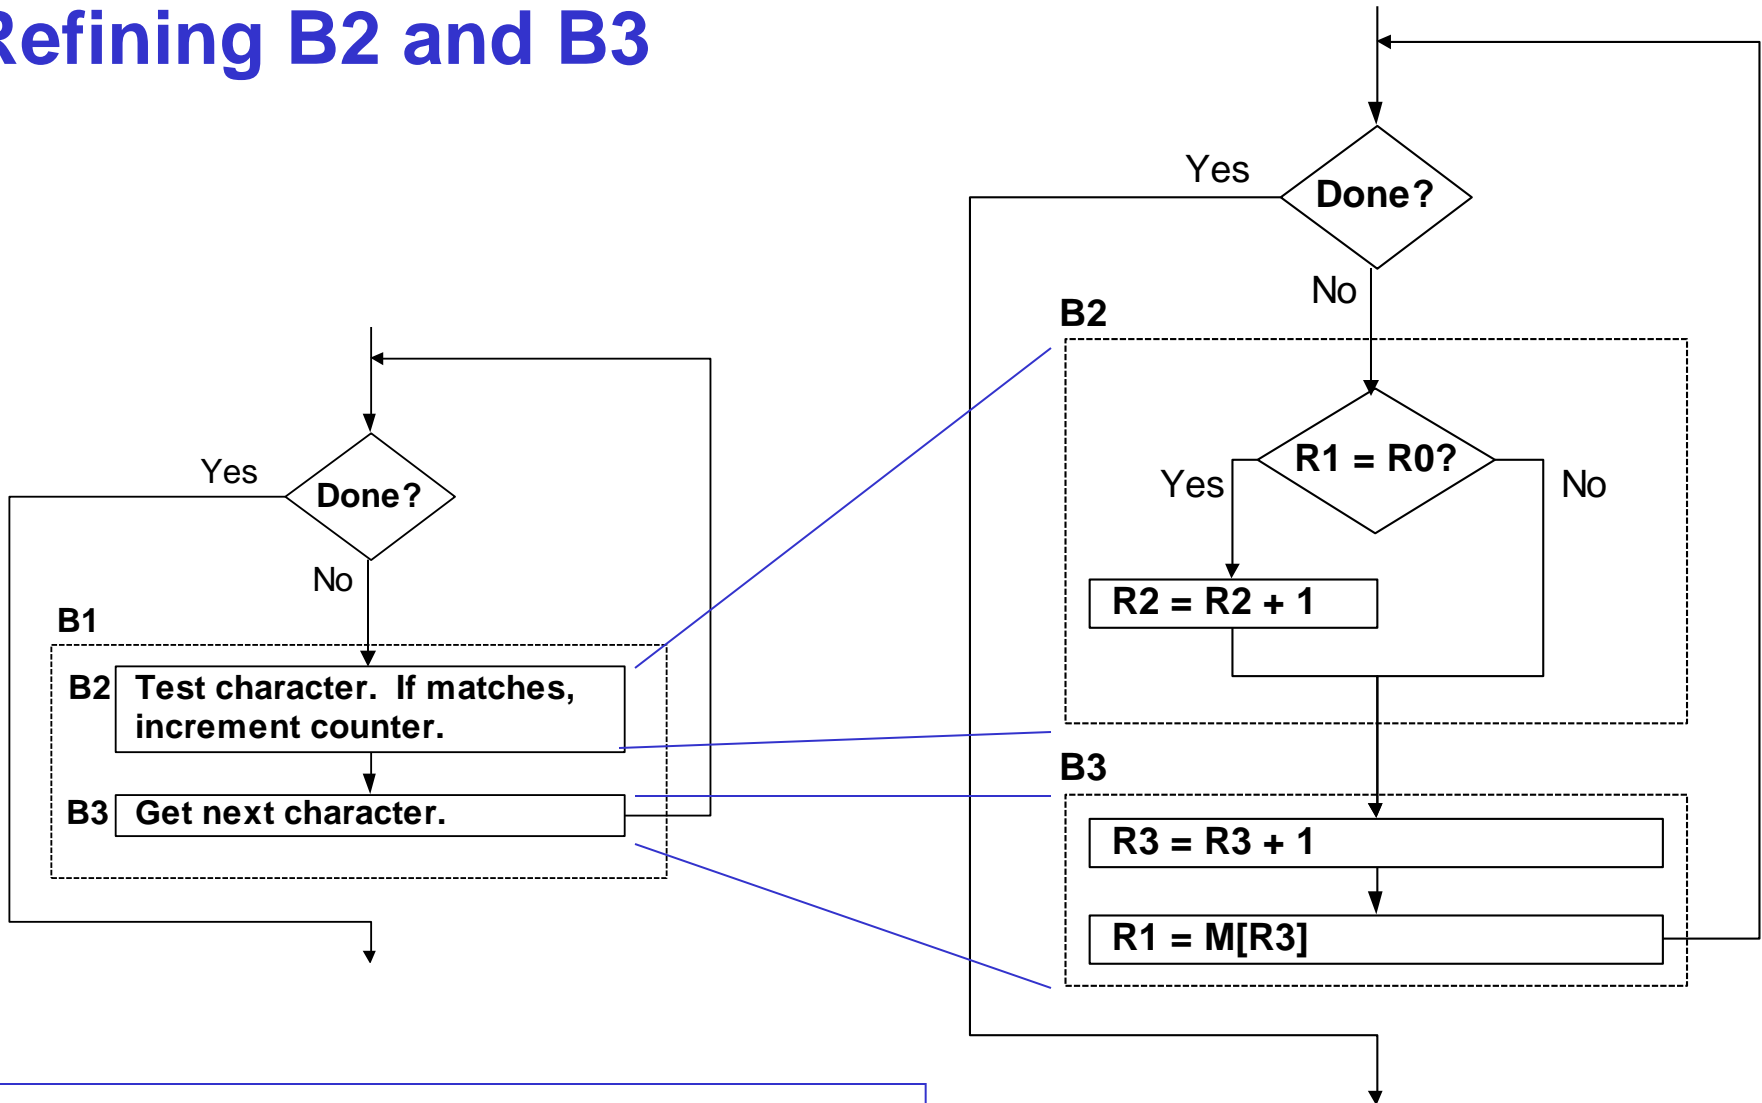 Refining B2 and B3
Yes
Done?
No
B1
B2
Test character.  If matches,
increment counter.
B3
Get next character.
Yes
Done?
No
B2
R1 = R0?
Yes
No
R2 = R2 + 1
B3
R3 = R3 + 1
R1 = M[R3]